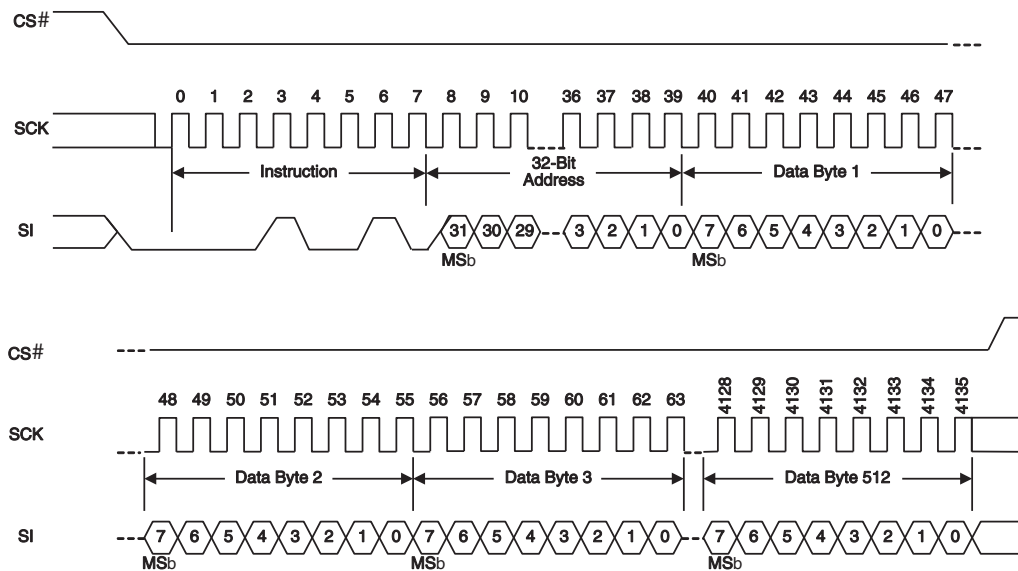 CS#
0 1 2 3 4 5 6 7 8 9 10 36 37 38 39 40 41 42 43 44 45 46 47
SCK
Instruction 32-Bit Address Data Byte 1
SI 31 30 29 3 2 1 0 7 6 5 4 3 2 1 0
MSb MSb
CS#
48 49 50 51 52 53 54 55 56 57 58 59 60 61 62 63 4128 4129 4130 4131 4132 4133 4134 4135
SCK
Data Byte 2 Data Byte 3 Data Byte 512
SI 7 6 5 4 3 2 1 0 7 6 5 4 3 2 1 0 7 6 5 4 3 2 1 0
MSb MSb MSb